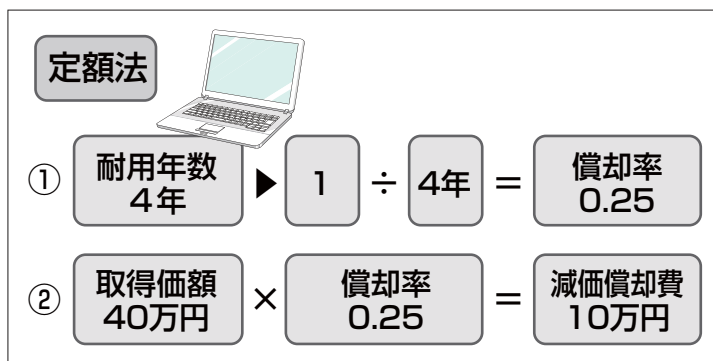 定額法
① 耐用年数 4年 ▶ 1 ÷ 4年 = 償却率 0.25
② 取得価額 40万円 × 償却率 0.25 = 減価償却費 10万円